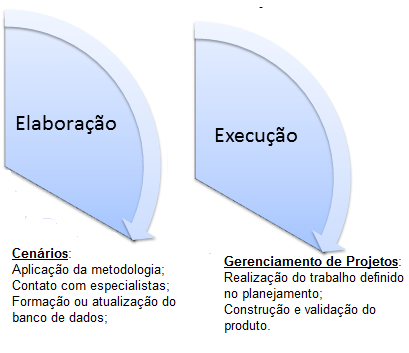 Elaboração
Execução
Cenários:
Aplicação da metodologia;
Contato com especialistas;
Formação ou atualização do
banco de dados;
Gerenciamento de Projetos:
Realização do trabalho definido
no planejamento;
Construção e validação do
produto.